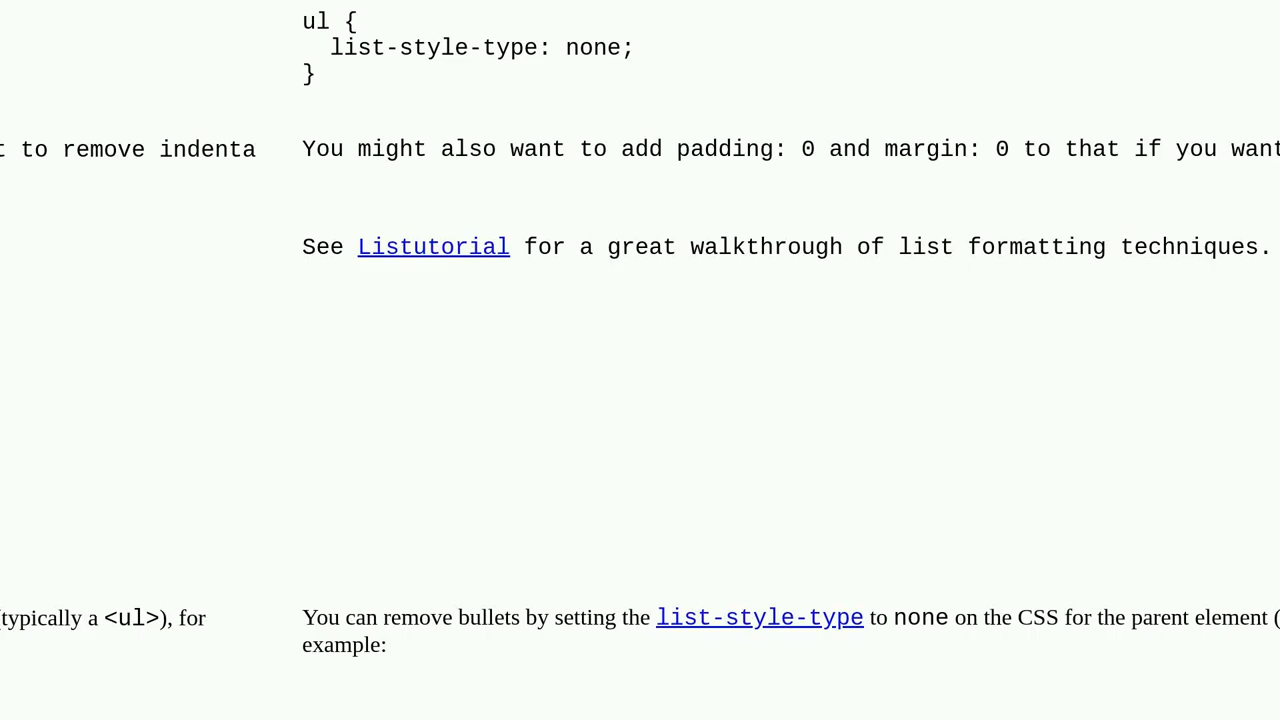 ul {
  list-style-type: none;
}
t to remove indenta
You might also want to add padding: 0 and margin: 0 to that if you want
See Listutorial for a great walkthrough of list formatting techniques.
(typically a <ul>), for
You can remove bullets by setting the list-style-type to none on the CSS for the parent element (
example: